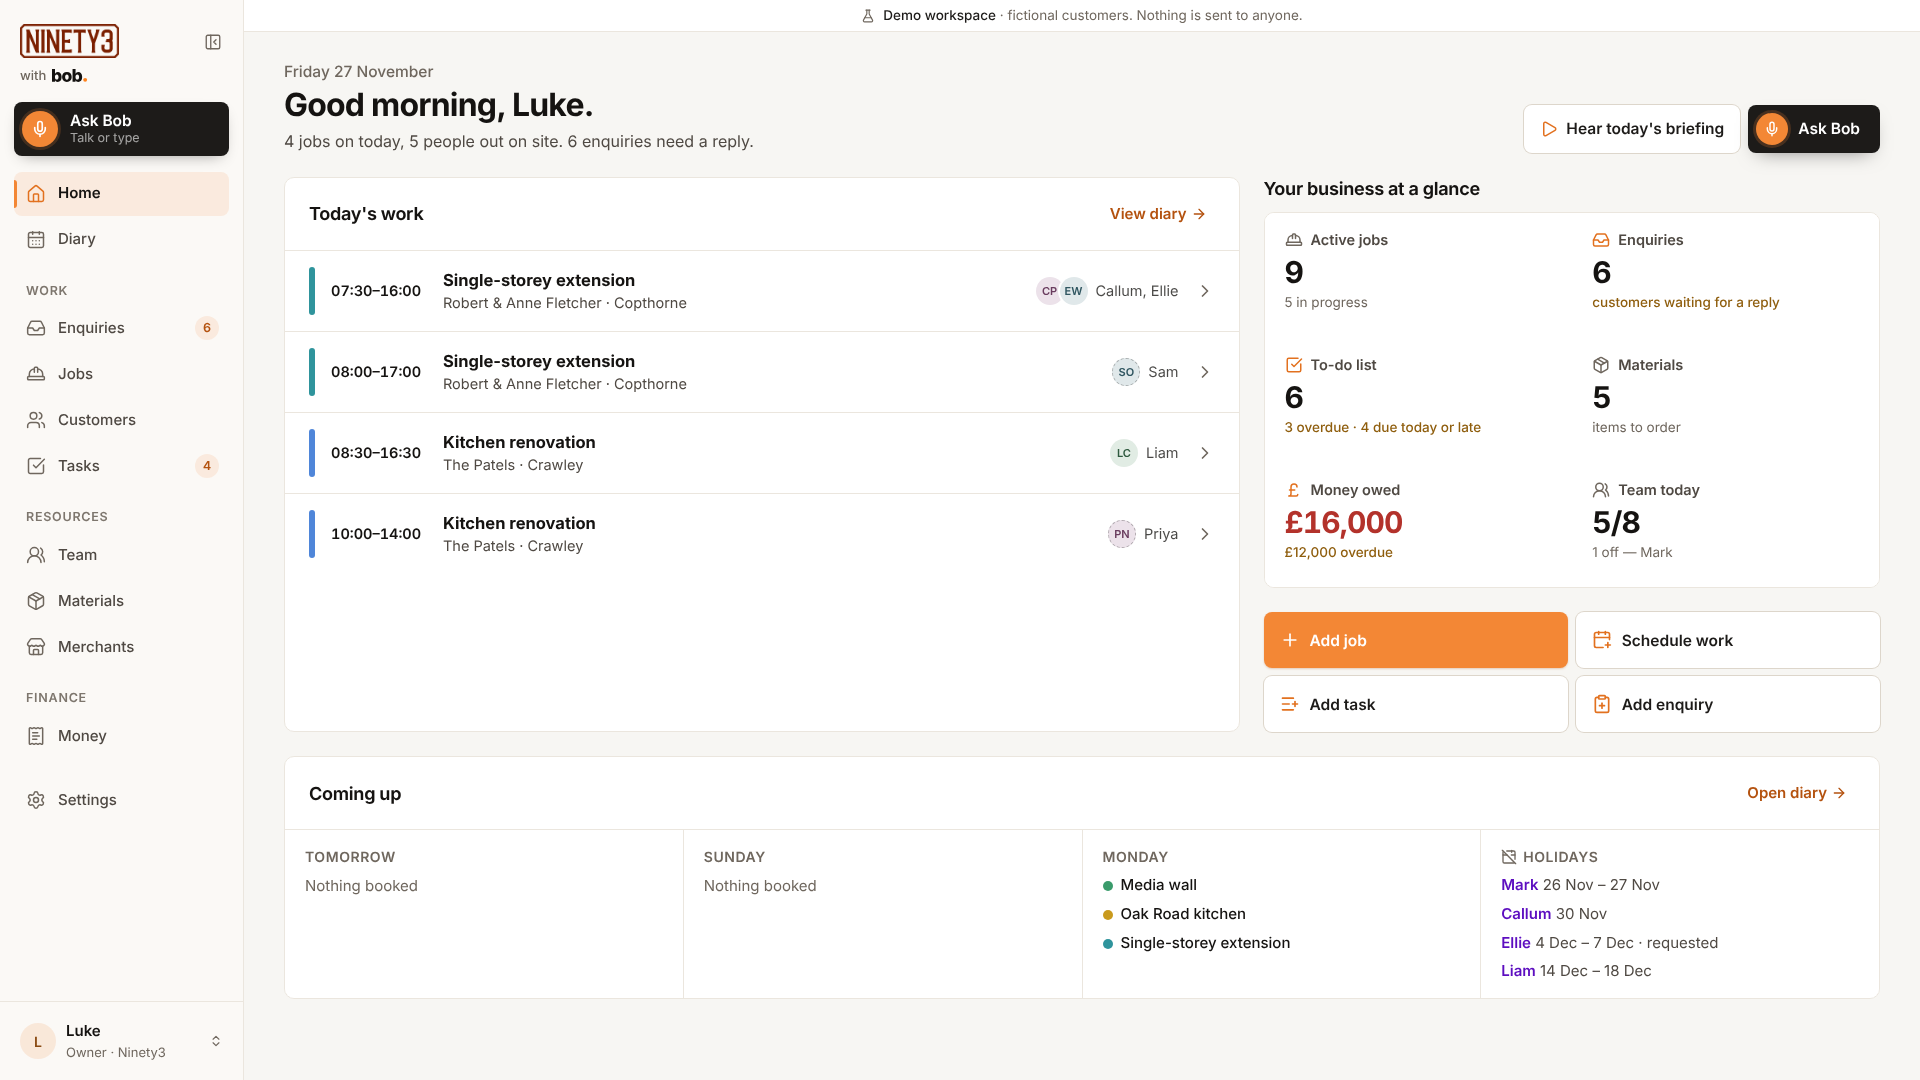 Demo workspace · fictional customers. Nothing is sent to anyone.
NINETY3
with bob.
Ask Bob
Talk or type
Home
Diary
WORK
Enquiries 6
Jobs
Customers
Tasks 4
RESOURCES
Team
Materials
Merchants
FINANCE
Money
Settings
L
Luke
Owner · Ninety3
Friday 27 November
Good morning, Luke.
4 jobs on today, 5 people out on site. 6 enquiries need a reply.
Hear today's briefing
Ask Bob
Today's work
View diary →
07:30–16:00
Single-storey extension
Robert & Anne Fletcher · Copthorne
CP EW Callum, Ellie
08:00–17:00
Single-storey extension
Robert & Anne Fletcher · Copthorne
SO Sam
08:30–16:30
Kitchen renovation
The Patels · Crawley
LC Liam
10:00–14:00
Kitchen renovation
The Patels · Crawley
PN Priya
Your business at a glance
Active jobs
9
5 in progress
Enquiries
6
customers waiting for a reply
To-do list
6
3 overdue · 4 due today or late
Materials
5
items to order
£ Money owed
£16,000
£12,000 overdue
Team today
5/8
1 off — Mark
Add job
Schedule work
Add task
Add enquiry
Coming up
Open diary →
TOMORROW
Nothing booked
SUNDAY
Nothing booked
MONDAY
Media wall
Oak Road kitchen
Single-storey extension
HOLIDAYS
Mark 26 Nov – 27 Nov
Callum 30 Nov
Ellie 4 Dec – 7 Dec · requested
Liam 14 Dec – 18 Dec